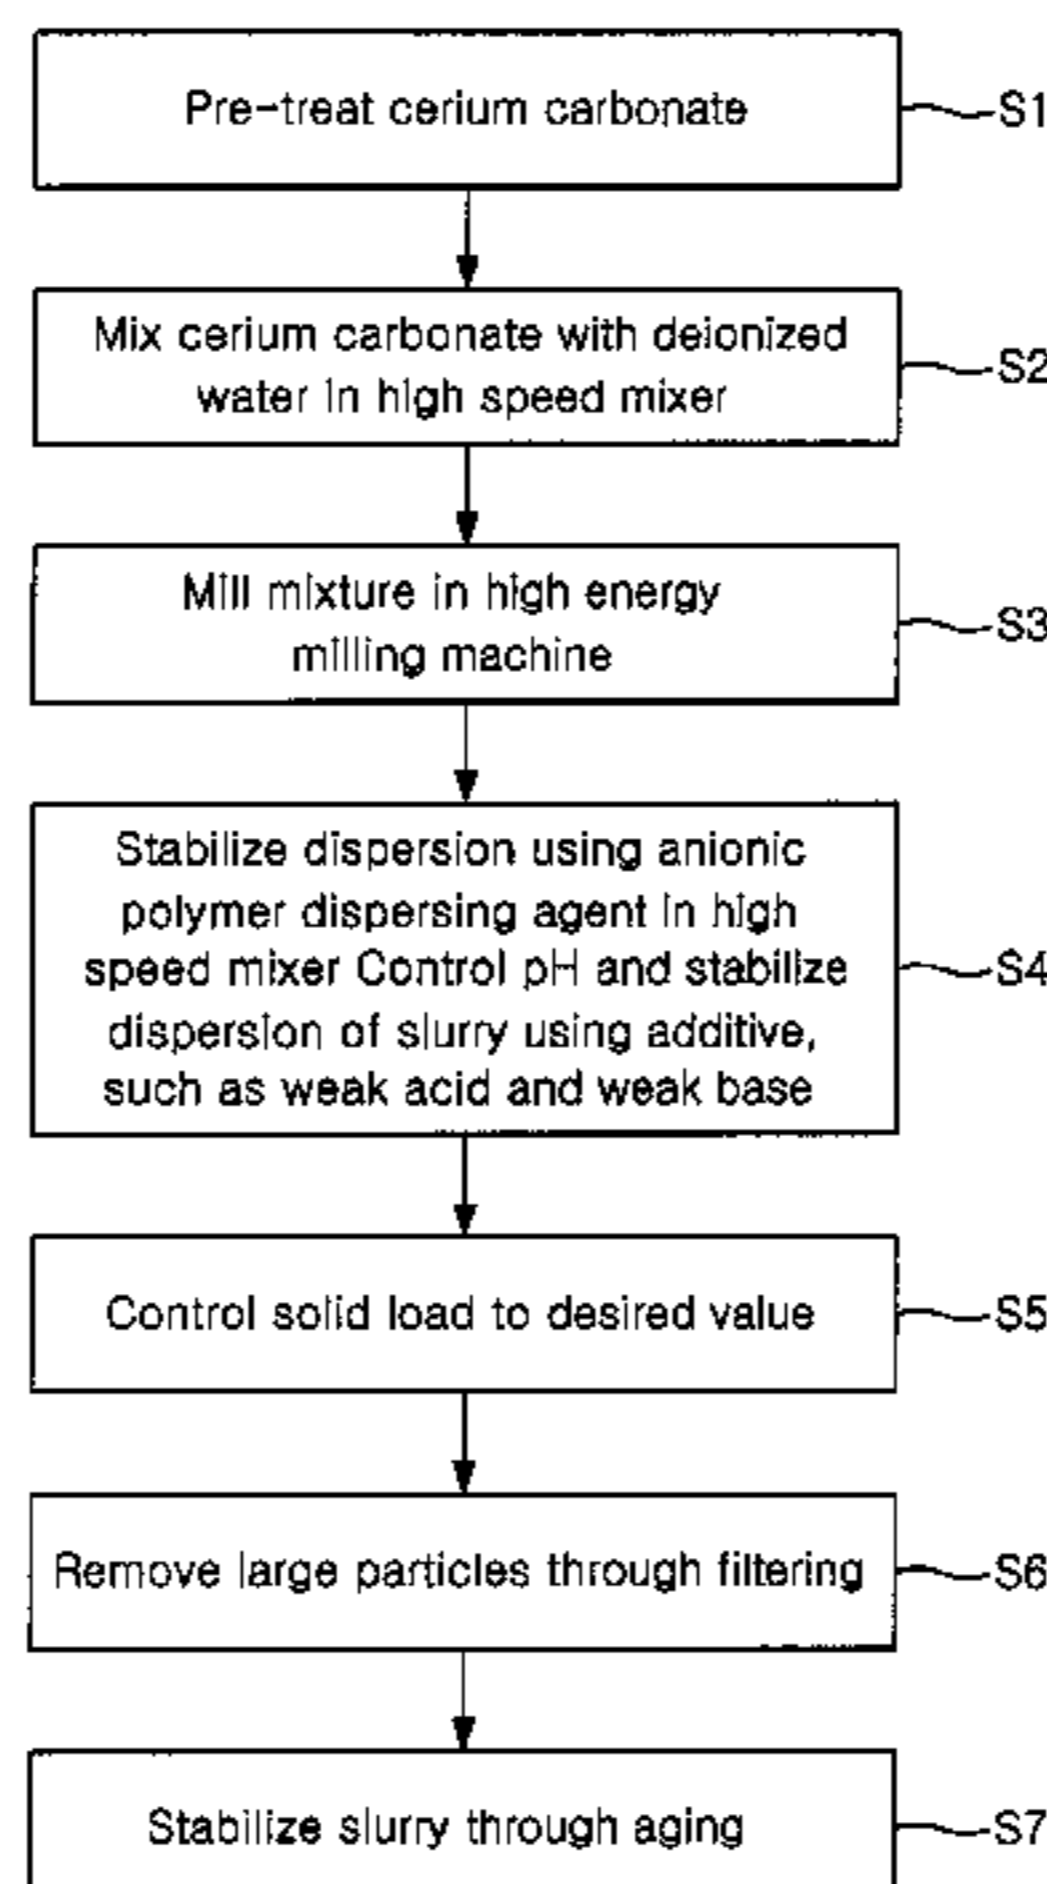 Pre-treat cerium carbonate
S1
Mix cerium carbonate with deionized
water in high speed mixer
S2
Mill mixture in high energy
milling machine
S3
Stabilize dispersion using anionic
polymer dispersing agent in high
speed mixer Control pH and stabilize
dispersion of slurry using additive,
such as weak acid and weak base
S4
Control solid load to desired value
S5
Remove large particles through filtering
S6
Stabilize slurry through aging
S7